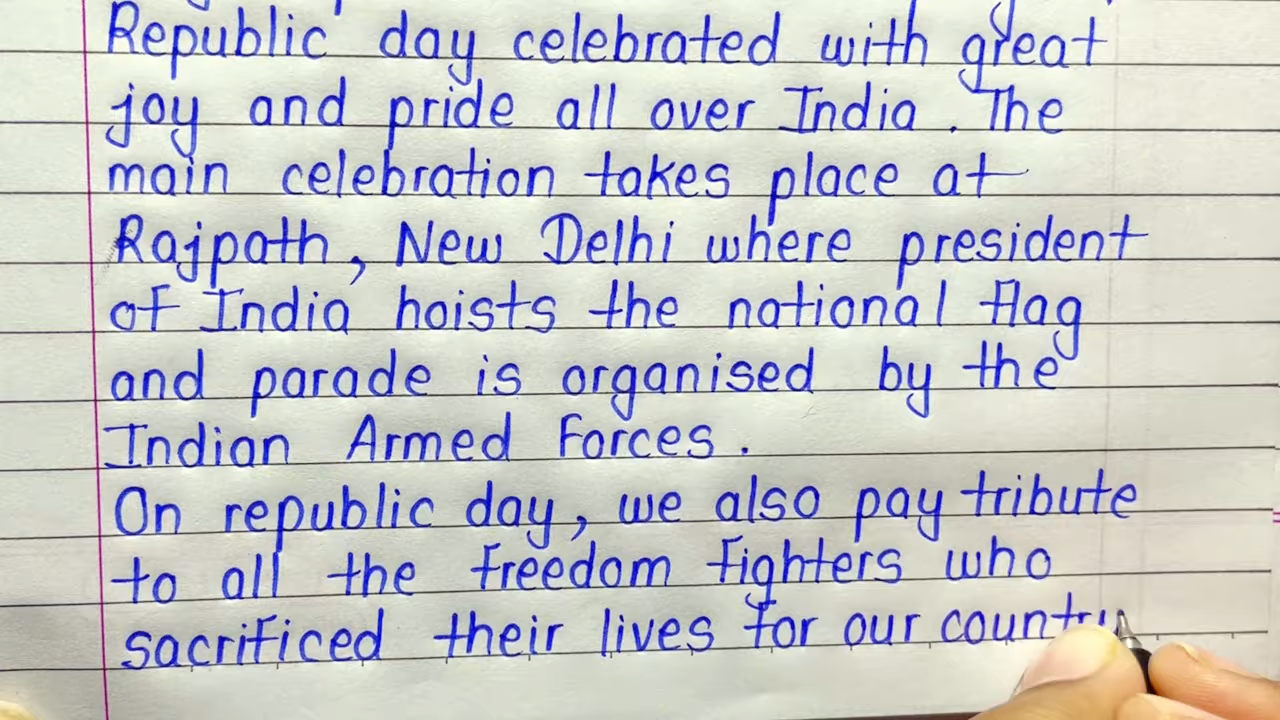 Republic day celebrated with great
joy and pride all over India. The
main celebration takes place at
Rajpath, New Delhi where president
of India hoists the national flag
and parade is organised by the
Indian Armed Forces.
On republic day, we also pay tribute
to all the freedom fighters who
sacrificed their lives for our